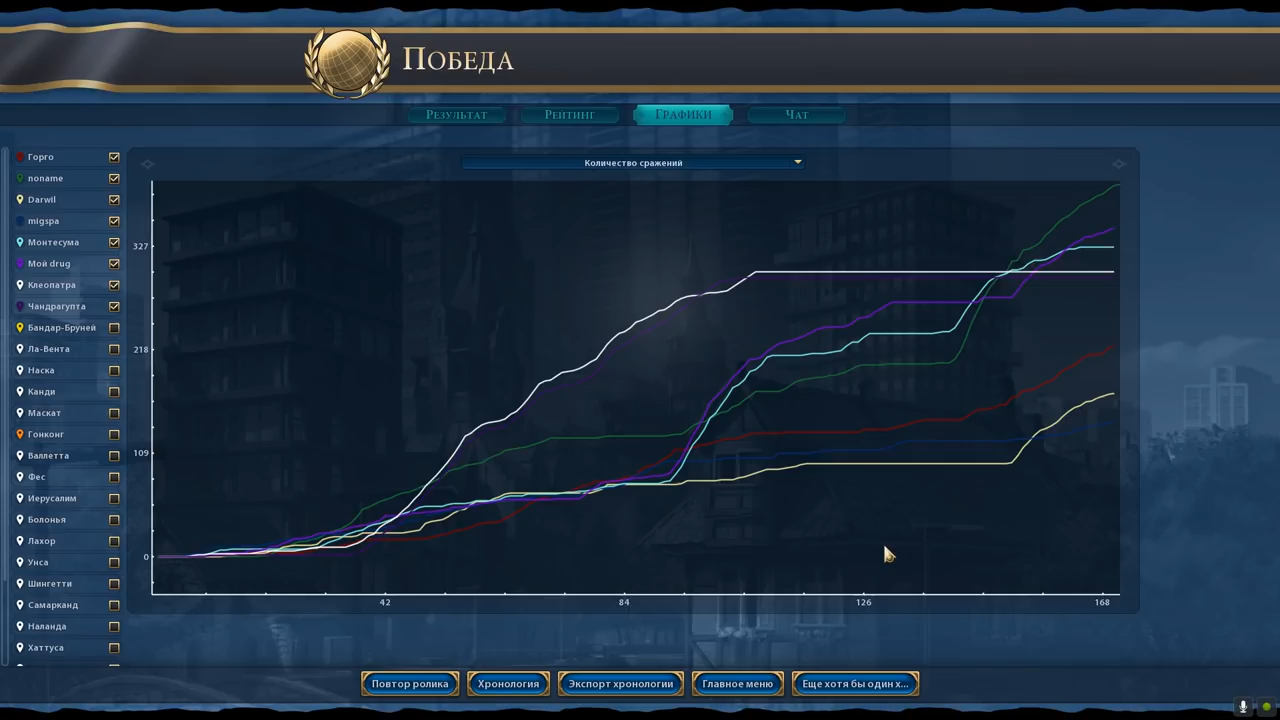 Победа
Результат
Рейтинг
Графики
Чат
Количество сражений
Горго
noname
Darwil
migspa
Монтесума
Мой drug
Клеопатра
Чандрагупта
Бандар-Бруней
Ла-Вента
Наска
Канди
Маскат
Гонконг
Валлетта
Фес
Иерусалим
Болонья
Лахор
Унса
Шингетти
Самарканд
Наланда
Хаттуса
327
218
109
0
42
84
126
168
Повтор ролика
Хронология
Экспорт хронологии
Главное меню
Еще хотя бы один х...